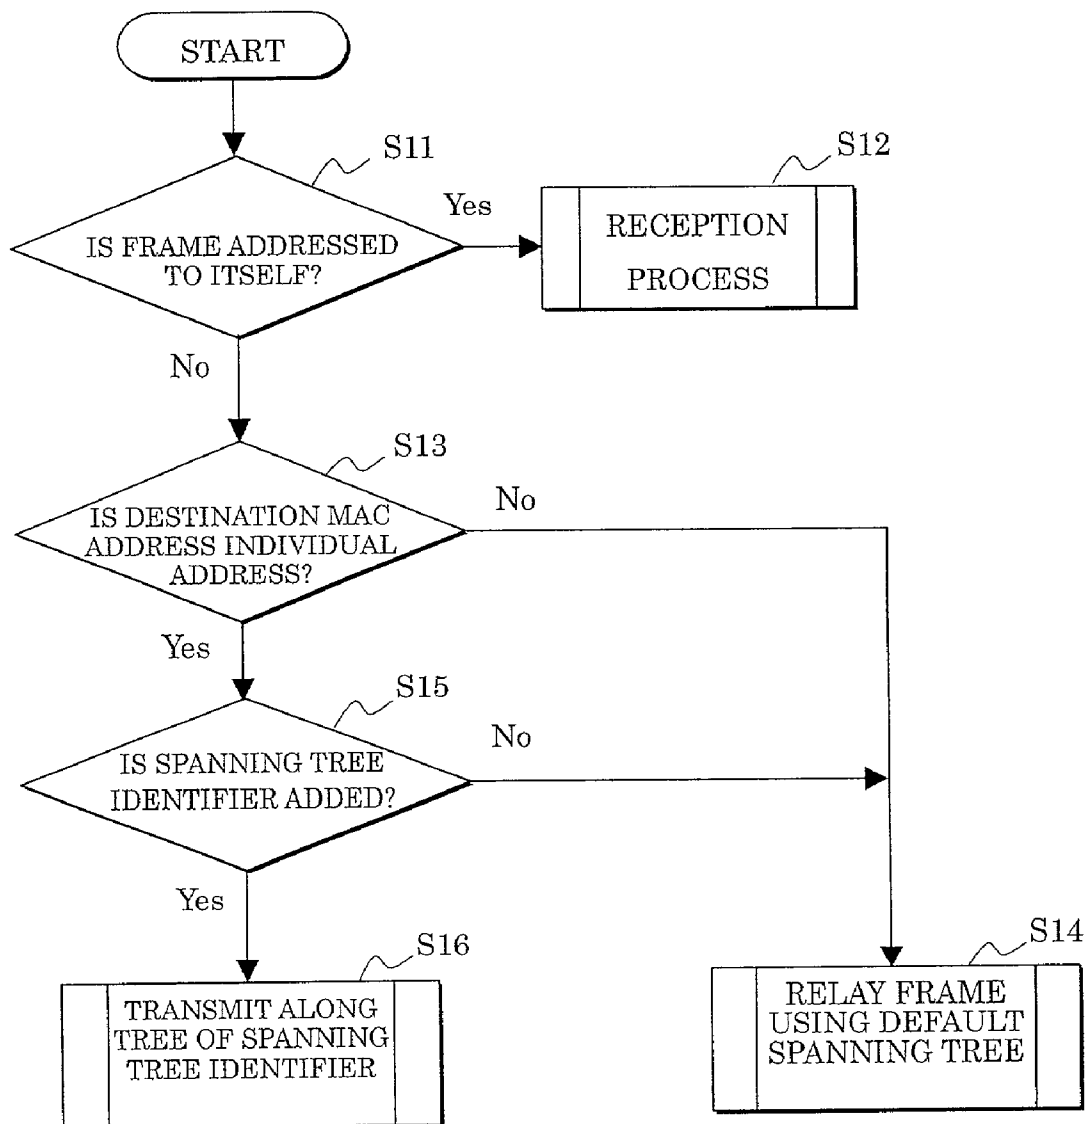 START
S11
S12
Yes
RECEPTION
PROCESS
IS FRAME ADDRESSED
TO ITSELF?
No
S13
No
IS DESTINATION MAC
ADDRESS INDIVIDUAL
ADDRESS?
Yes
S15
No
IS SPANNING TREE
IDENTIFIER ADDED?
Yes
S16
S14
TRANSMIT ALONG
TREE OF SPANNING
TREE IDENTIFIER
RELAY FRAME
USING DEFAULT
SPANNING TREE